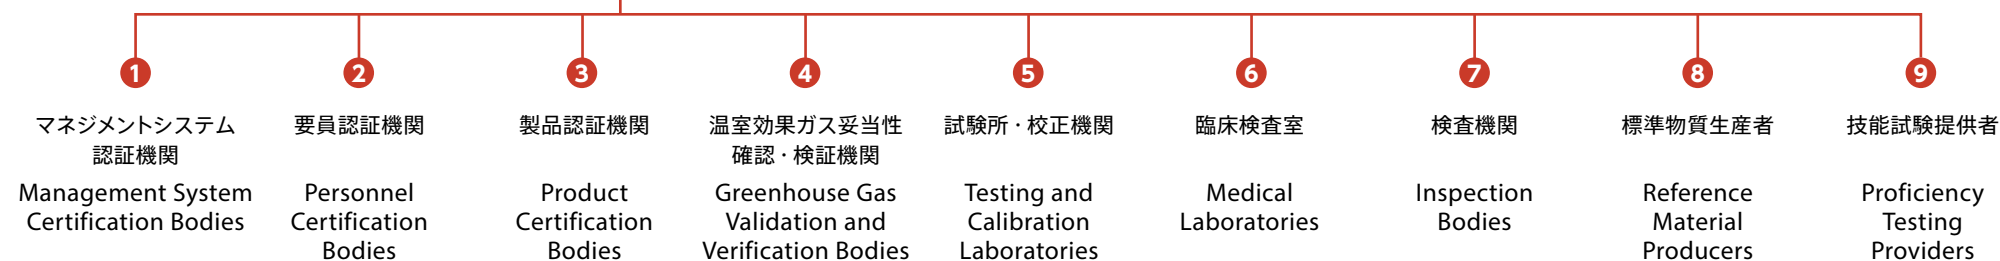 1
マネジメントシステム
認証機関
Management System
Certification Bodies
2
要員認証機関
Personnel
Certification
Bodies
3
製品認証機関
Product
Certification
Bodies
4
温室効果ガス妥当性
確認・検証機関
Greenhouse Gas
Validation and
Verification Bodies
5
試験所・校正機関
Testing and
Calibration
Laboratories
6
臨床検査室
Medical
Laboratories
7
検査機関
Inspection
Bodies
8
標準物質生産者
Reference
Material
Producers
9
技能試験提供者
Proficiency
Testing
Providers